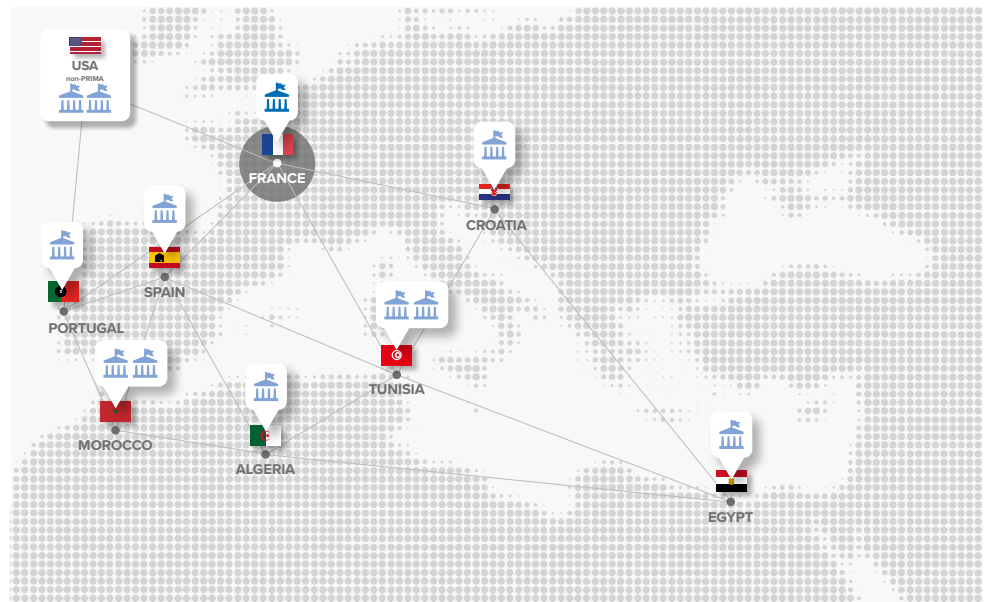 USA
non-PRIMA
FRANCE
CROATIA
SPAIN
PORTUGAL
TUNISIA
MOROCCO
ALGERIA
EGYPT